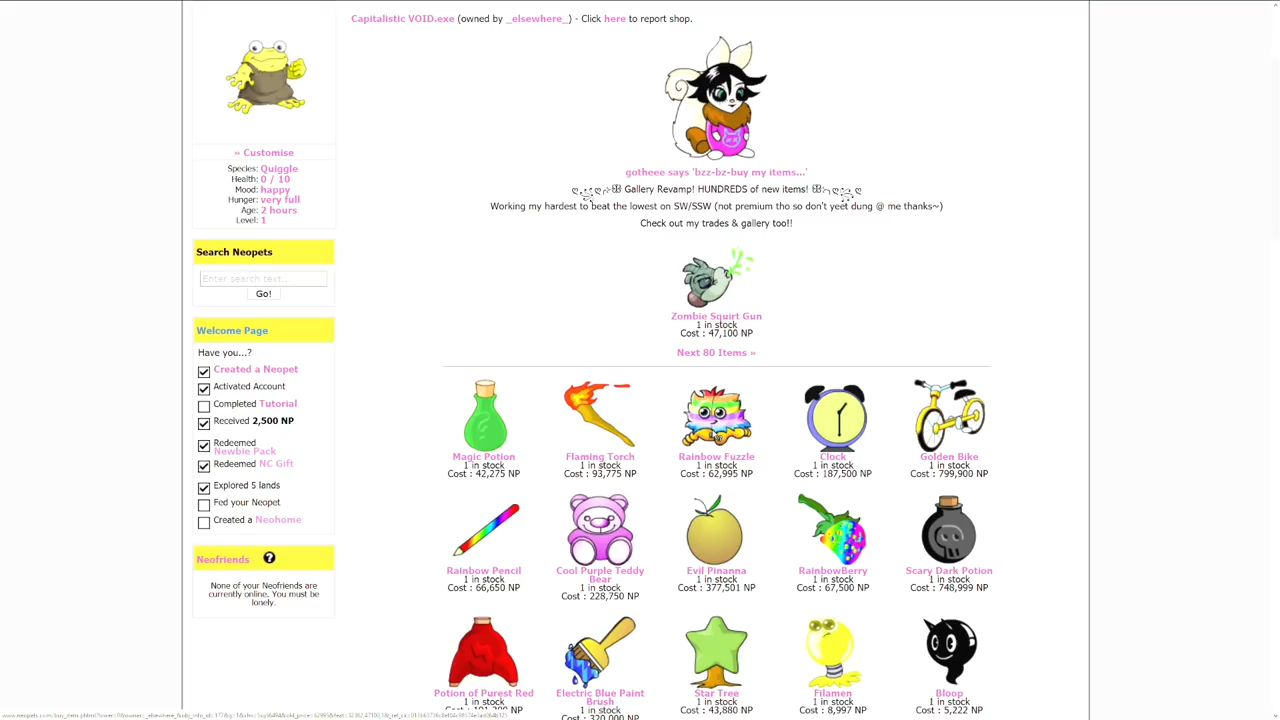 Capitalistic VOID.exe (owned by _elsewhere_) - Click here to report shop.
» Customise
Species: Quiggle
Health: 0 / 10
Mood: happy
Hunger: very full
Age: 2 hours
Level: 1
Search Neopets
Enter search text...
Go!
Welcome Page
Have you...?
Created a Neopet
Activated Account
Completed Tutorial
Received 2,500 NP
Redeemed
Newbie Pack
Redeemed NC Gift
Explored 5 lands
Fed your Neopet
Created a Neohome
Neofriends
None of your Neofriends are
currently online. You must be
lonely.
gotheee says 'bzz-bz-buy my items...'
Gallery Revamp! HUNDREDS of new items!
Working my hardest to beat the lowest on SW/SSW (not premium tho so don't yeet dung @ me thanks~)
Check out my trades & gallery too!!
Zombie Squirt Gun
1 in stock
Cost : 47,100 NP
Next 80 Items »
Magic Potion
1 in stock
Cost : 42,275 NP
Flaming Torch
1 in stock
Cost : 93,775 NP
Rainbow Fuzzle
1 in stock
Cost : 62,995 NP
Clock
1 in stock
Cost : 187,500 NP
Golden Bike
1 in stock
Cost : 799,900 NP
Rainbow Pencil
1 in stock
Cost : 66,650 NP
Cool Purple Teddy
Bear
1 in stock
Cost : 228,750 NP
Evil Pinanna
1 in stock
Cost : 377,501 NP
RainbowBerry
1 in stock
Cost : 67,500 NP
Scary Dark Potion
1 in stock
Cost : 748,999 NP
Potion of Purest Red
1 in stock
Electric Blue Paint
Brush
1 in stock
Cost : 320,000 NP
Star Tree
1 in stock
Cost : 43,880 NP
Filamen
1 in stock
Cost : 8,997 NP
Bloop
1 in stock
Cost : 5,222 NP